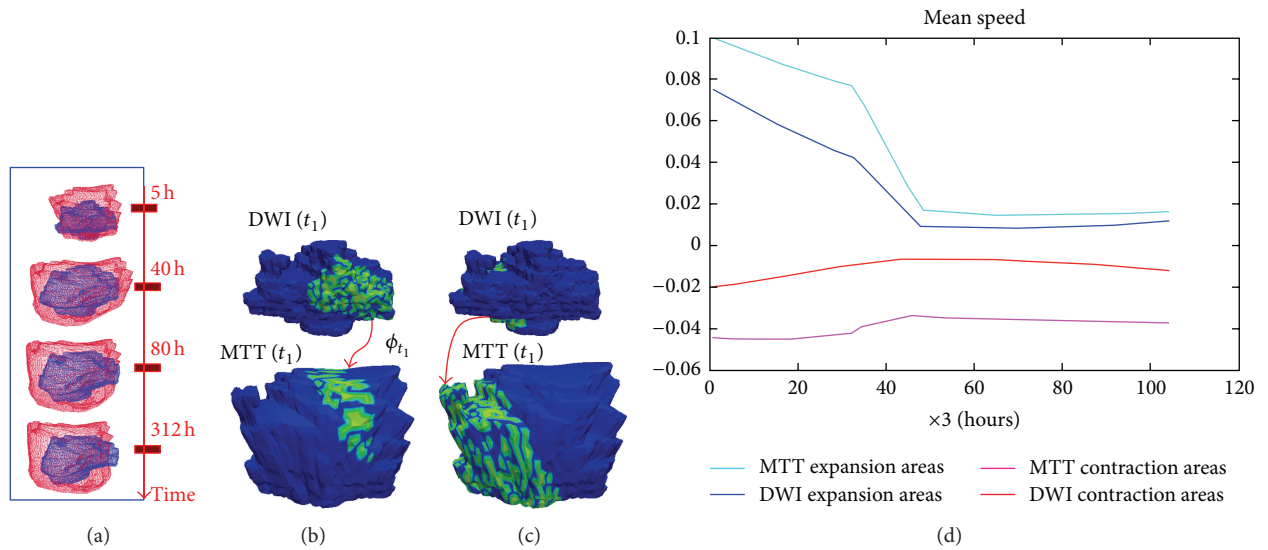 5 h
40 h
80 h
312 h
Time
(a)
DWI (t₁)
ϕₜ₁
MTT (t₁)
(b)
DWI (t₁)
MTT (t₁)
(c)
Mean speed
0.1
0.08
0.06
0.04
0.02
0
−0.02
−0.04
−0.06
0 20 40 60 80 100 120
×3 (hours)
MTT expansion areas
DWI expansion areas
MTT contraction areas
DWI contraction areas
(d)